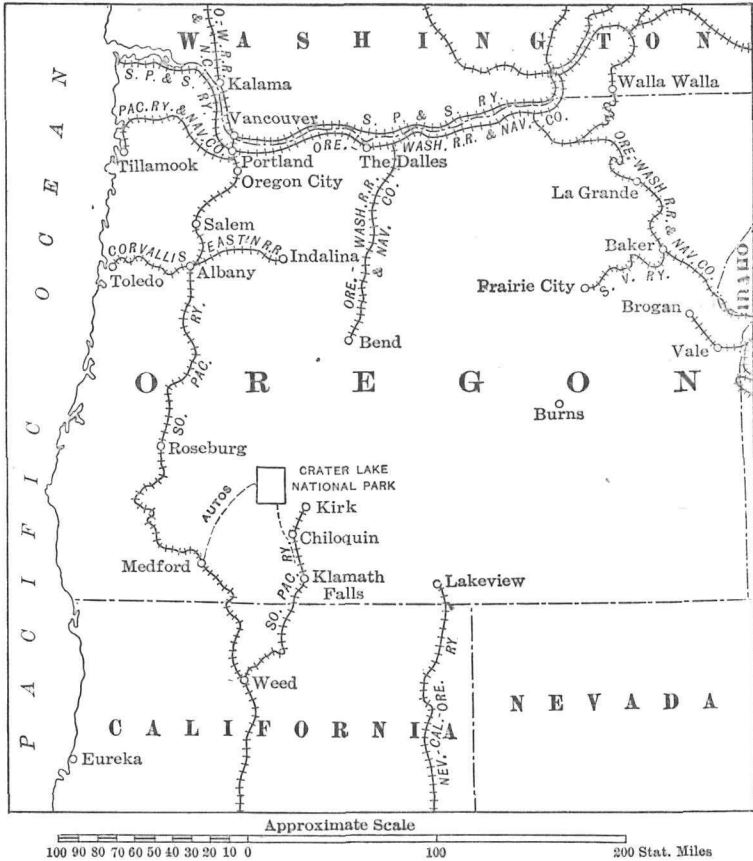 WASHINGTON
O.-W. R.R. & N. CO.
S. P. & S. RY.
Kalama
Walla Walla
PAC. RY. & NAV. CO.
Vancouver
S. P. & S. RY.
Tillamook
Portland
ORE.-WASH. R.R. & NAV. CO.
The Dalles
Oregon City
ORE.-WASH. R.R. & NAV. CO.
La Grande
Salem
ORE.-WASH. R.R. & NAV. CO.
CORVALLIS EAST'N R.R.
Indalina
Baker
IDAHO
Toledo
Albany
Prairie City
S. V. RY.
Brogan
Bend
Vale
OREGON
SO. PAC. RY.
Burns
Roseburg
CRATER LAKE
NATIONAL PARK
AUTOS
Kirk
Chiloquin
Medford
Klamath
Falls
Lakeview
SO. PAC. RY.
PACIFIC OCEAN
Weed
NEVADA
CALIFORNIA
NEV.-CAL.-ORE. RY
Eureka
Approximate Scale
100 90 80 70 60 50 40 30 20 10 0 100 200 Stat. Miles